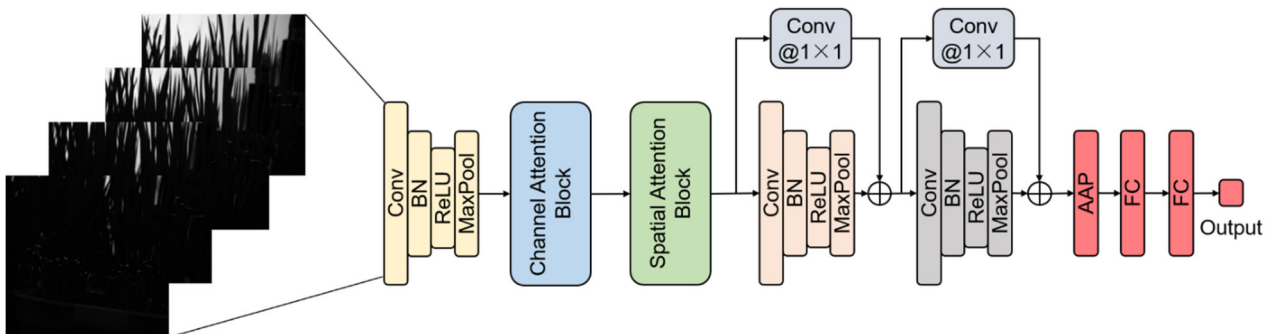 Conv
@1×1
Conv
@1×1
Conv
BN
ReLU
MaxPool
Channel Attention
Block
Spatial Attention
Block
Conv
BN
ReLU
MaxPool
Conv
BN
ReLU
MaxPool
AAP
FC
FC
Output